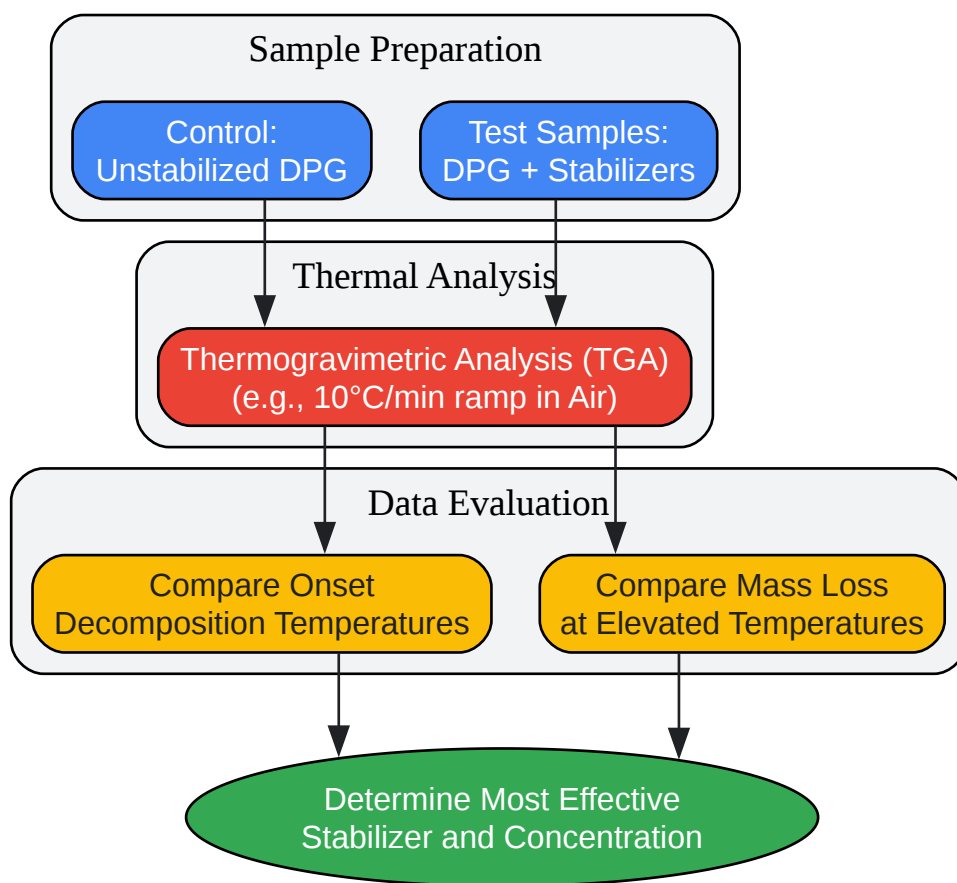 Sample Preparation
Control:
Unstabilized DPG
Test Samples:
DPG + Stabilizers
Thermal Analysis
Thermogravimetric Analysis (TGA)
(e.g., 10°C/min ramp in Air)
Data Evaluation
Compare Onset
Decomposition Temperatures
Compare Mass Loss
at Elevated Temperatures
Determine Most Effective
Stabilizer and Concentration